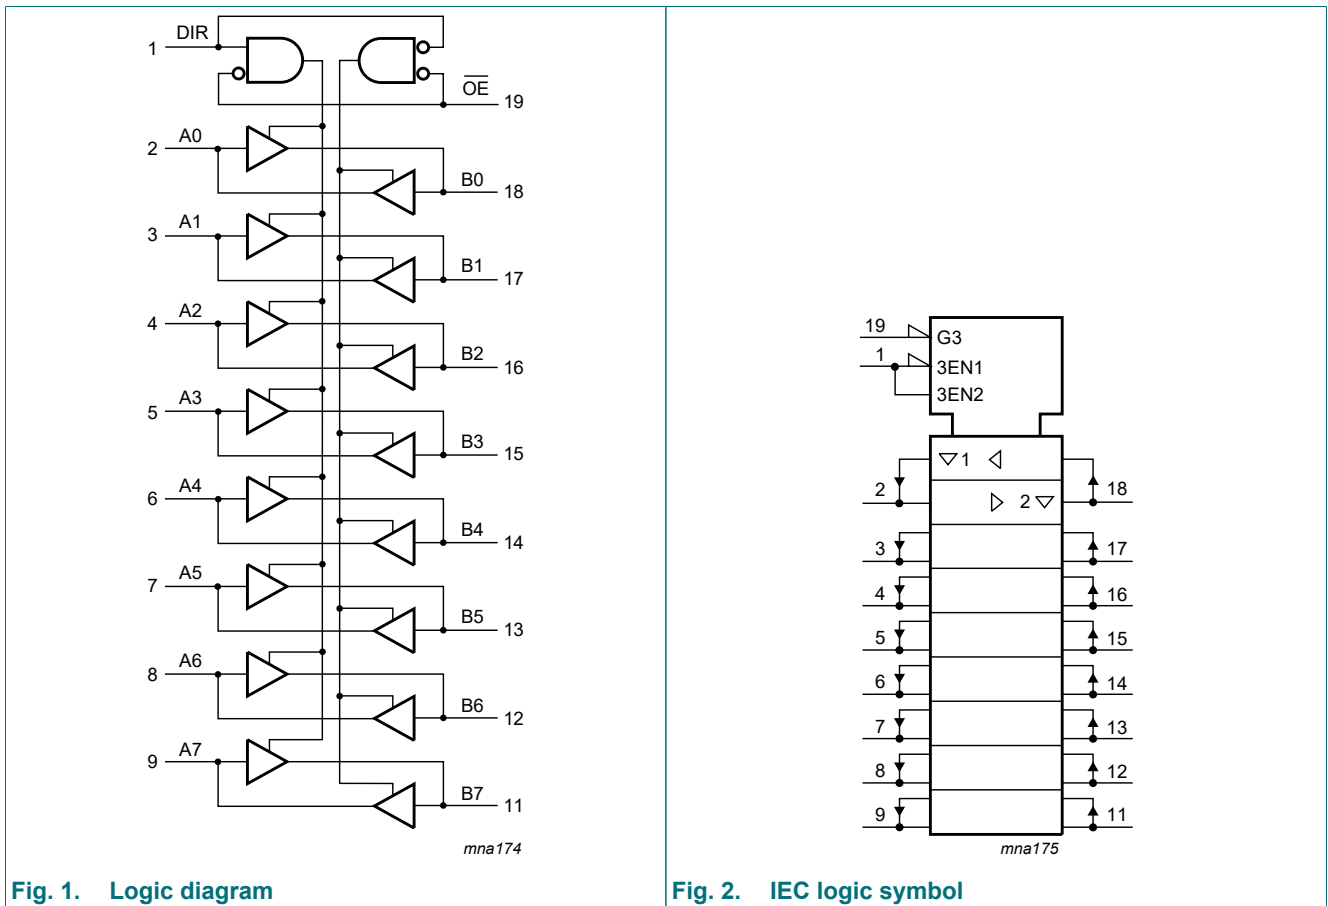 DIR
1
OE
19
A0
2
B0
18
A1
3
B1
17
A2
4
B2
16
A3
5
B3
15
A4
6
B4
14
A5
7
B5
13
A6
8
B6
12
A7
9
B7
11
mna174
Fig. 1. Logic diagram
19
G3
1
3EN1
3EN2
1
2
2
18
3
17
4
16
5
15
6
14
7
13
8
12
9
11
mna175
Fig. 2. IEC logic symbol